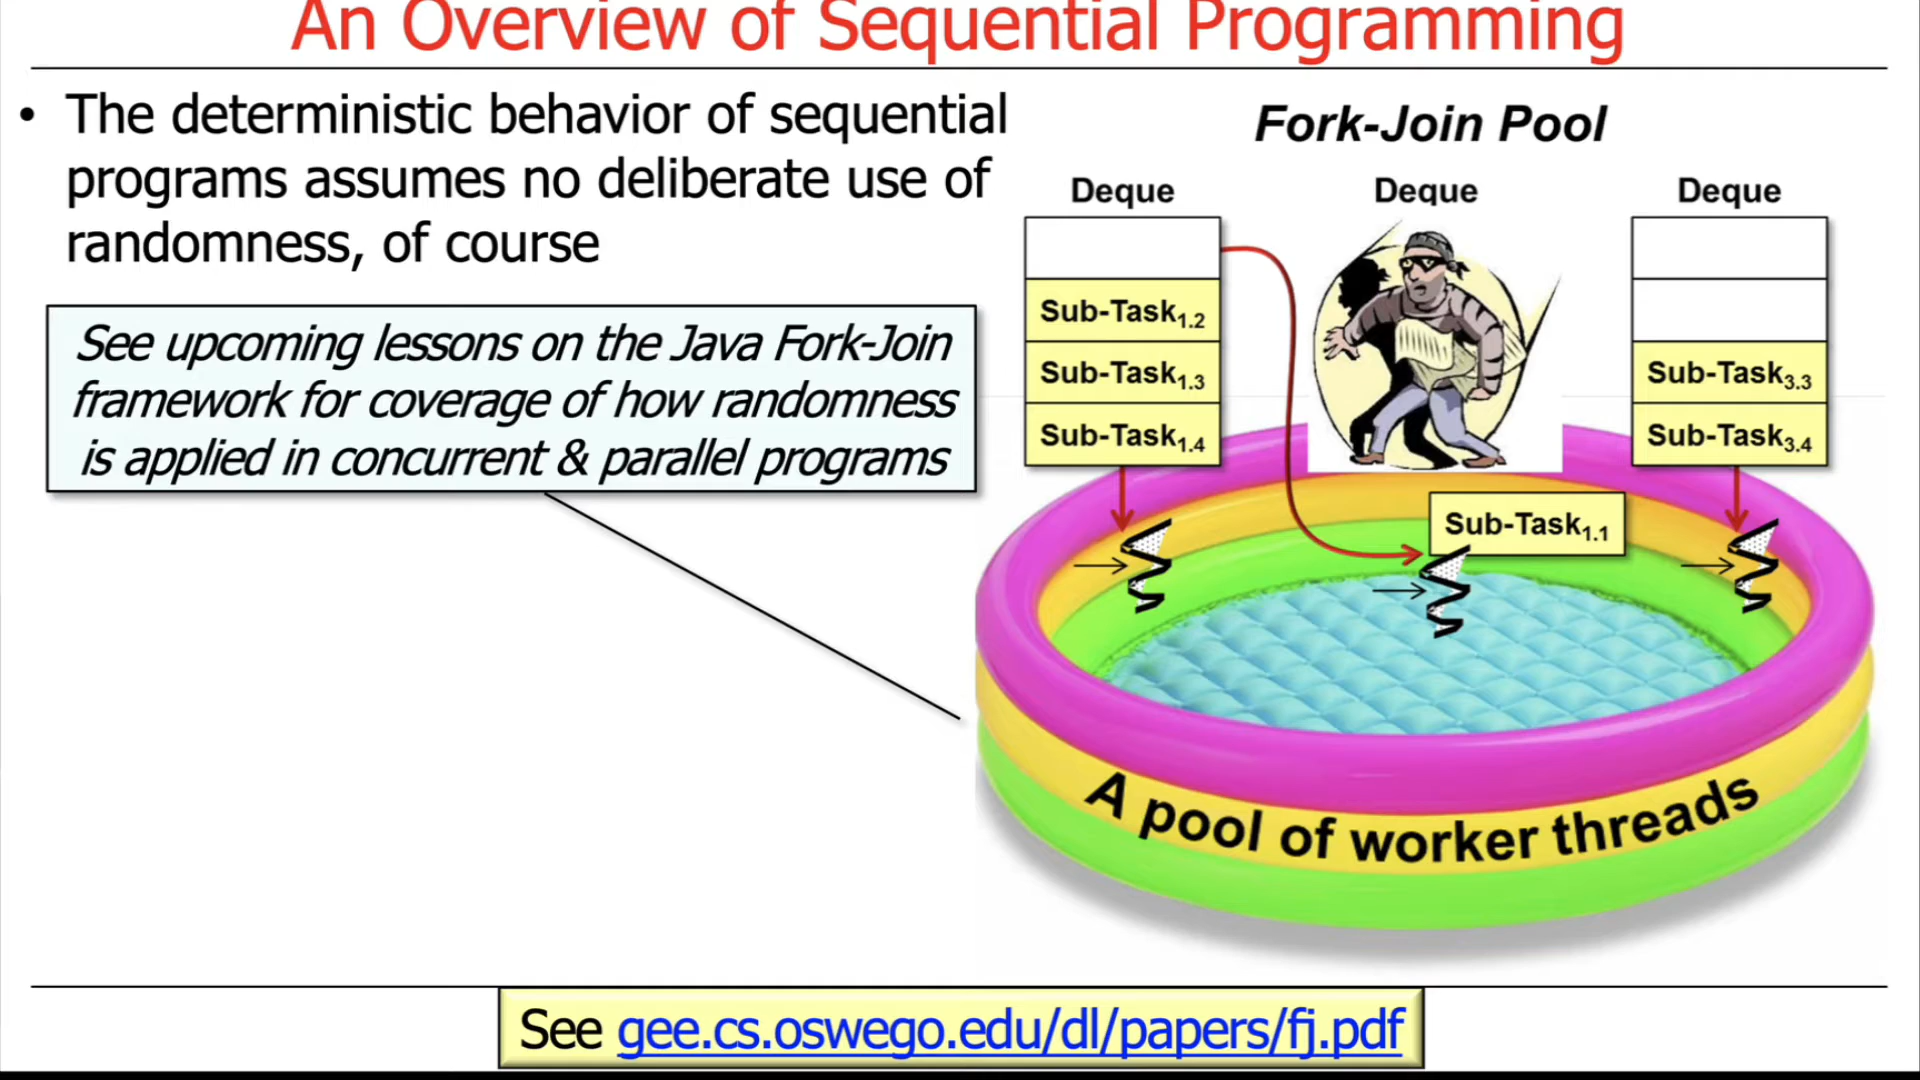 An Overview of Sequential Programming
• The deterministic behavior of sequential
programs assumes no deliberate use of
randomness, of course
See upcoming lessons on the Java Fork-Join
framework for coverage of how randomness
is applied in concurrent & parallel programs
Fork-Join Pool
Deque
Deque
Deque
Sub-Task1.2
Sub-Task1.3
Sub-Task1.4
Sub-Task3.3
Sub-Task3.4
Sub-Task1.1
A pool of worker threads
See gee.cs.oswego.edu/dl/papers/fj.pdf